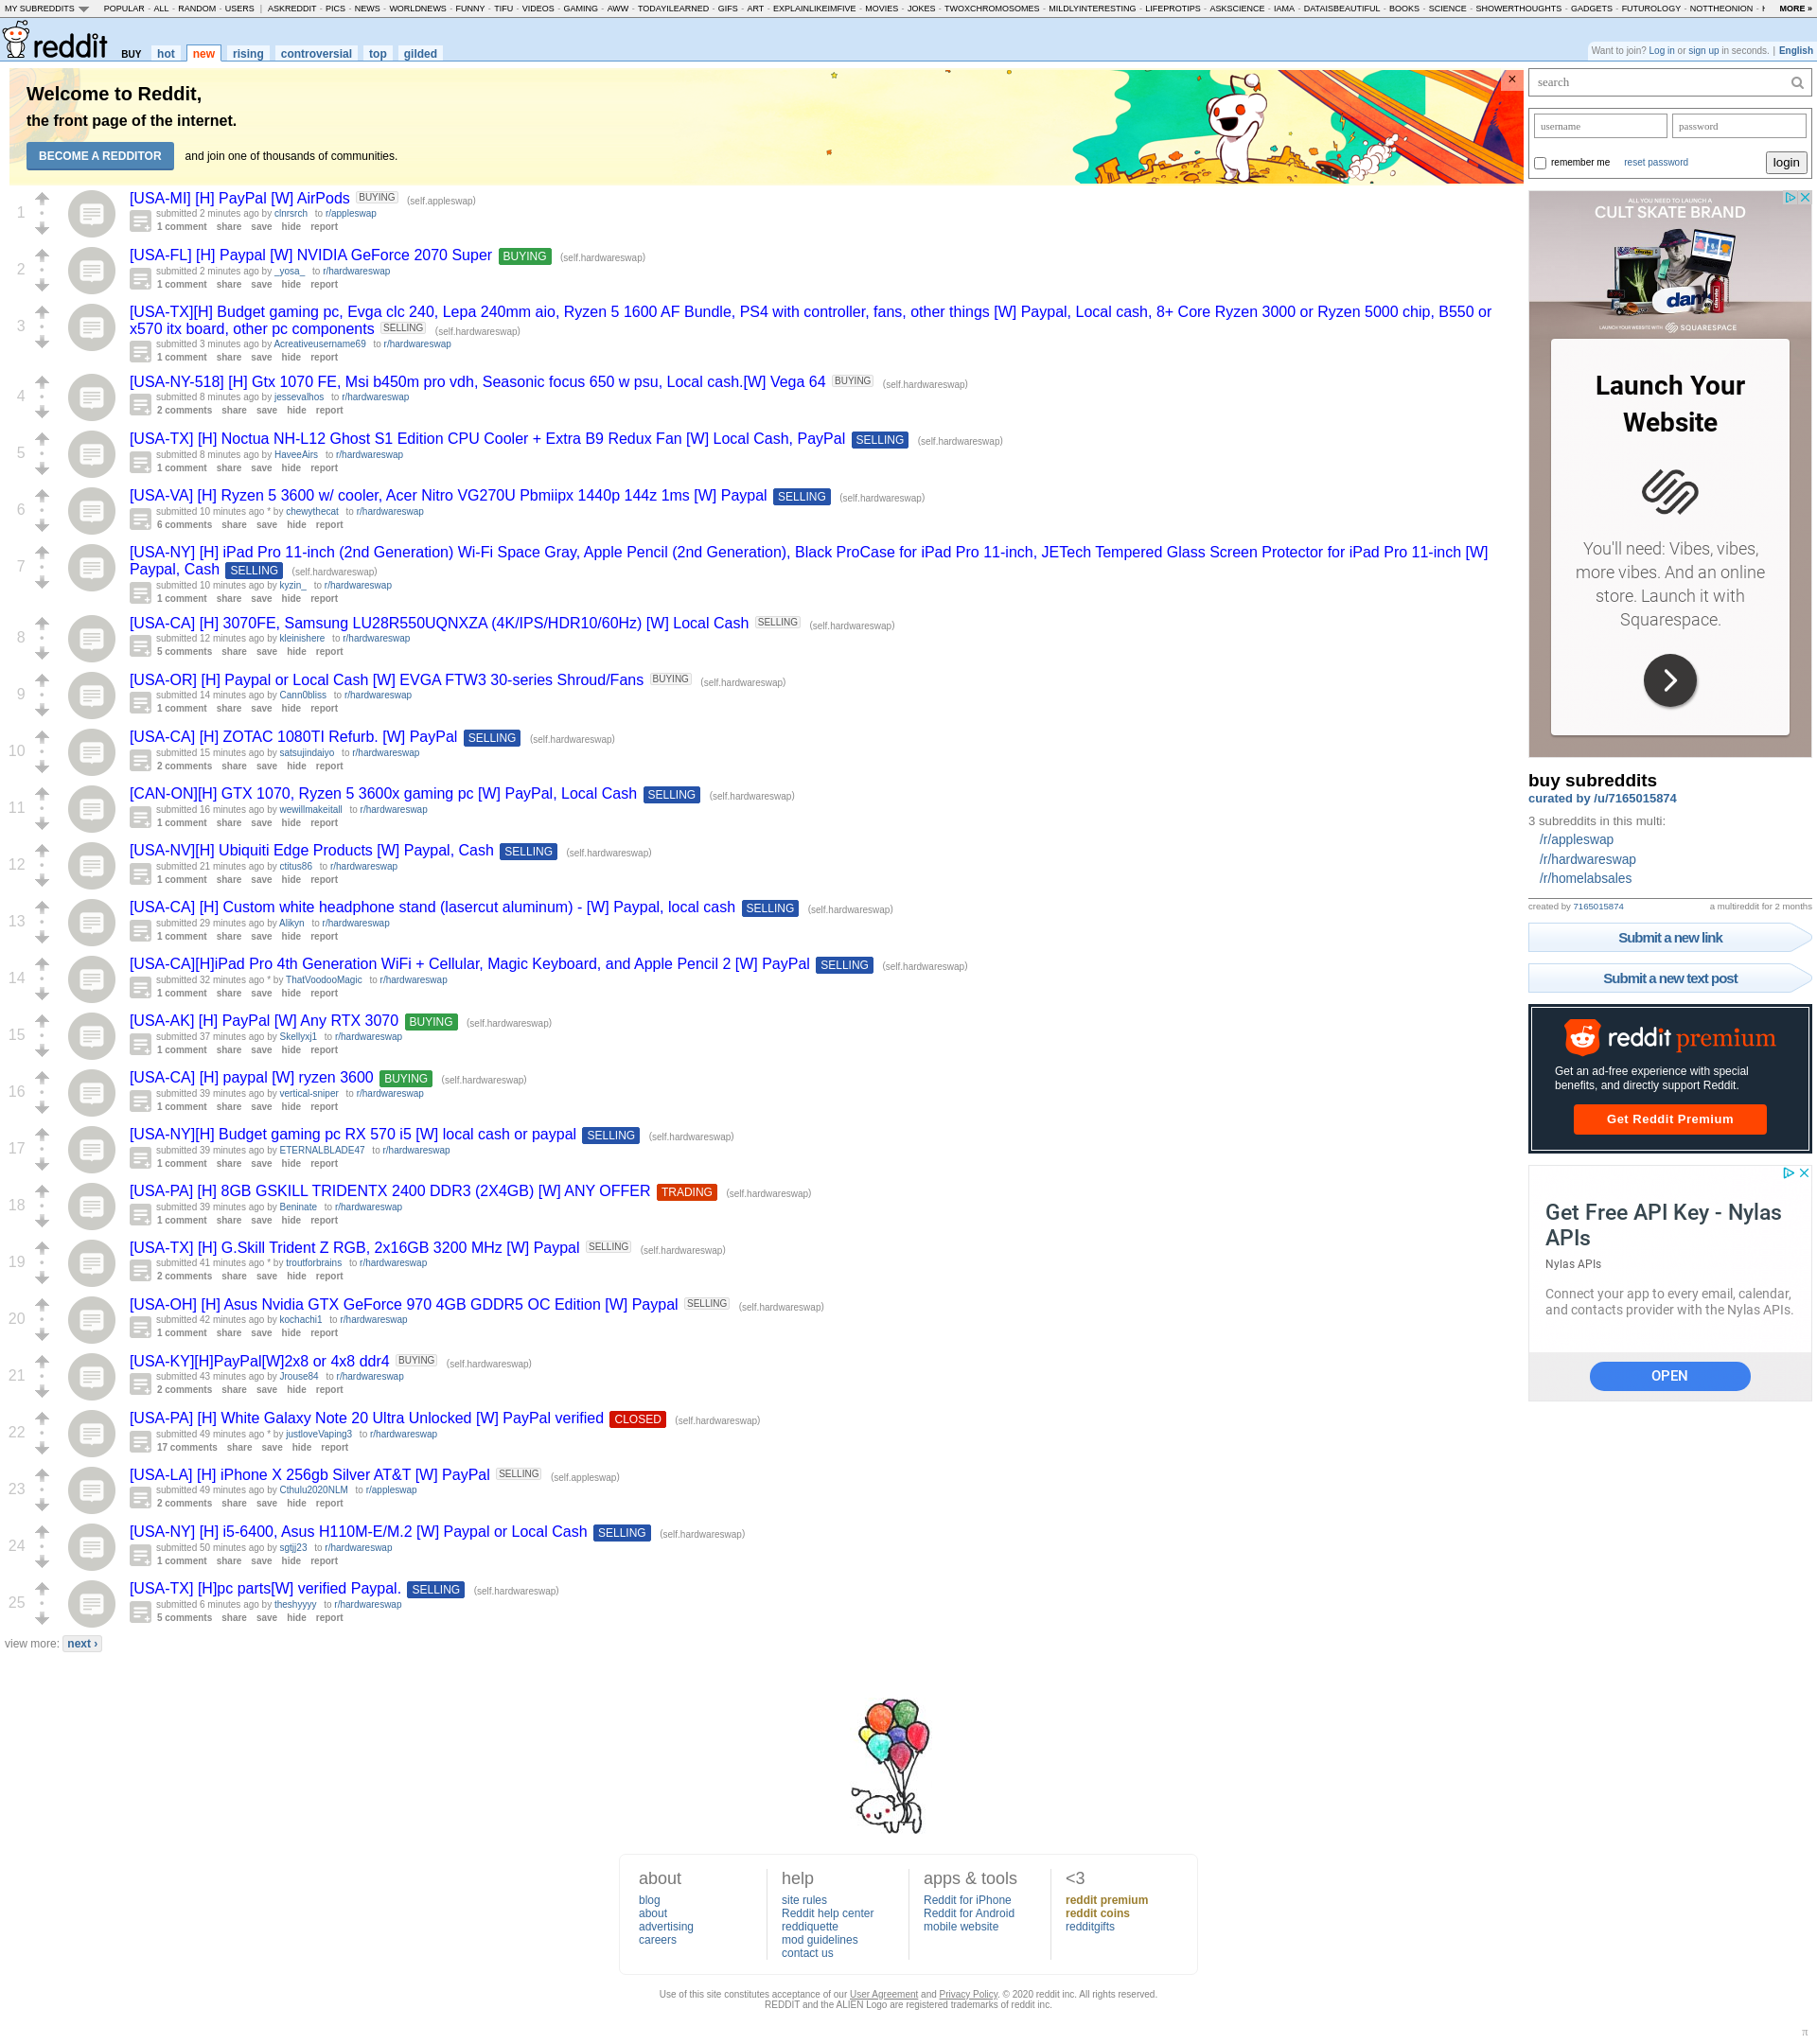 MY SUBREDDITS POPULAR - ALL - RANDOM - USERS | ASKREDDIT - PICS - NEWS - WORLDNEWS - FUNNY - TIFU - VIDEOS - GAMING - AWW - TODAYILEARNED - GIFS - ART - EXPLAINLIKEIMFIVE - MOVIES - JOKES - TWOXCHROMOSOMES - MILDLYINTERESTING - LIFEPROTIPS - ASKSCIENCE - IAMA - DATAISBEAUTIFUL - BOOKS - SCIENCE - SHOWERTHOUGHTS - GADGETS - FUTUROLOGY - NOTTHEONION - MORE »
reddit BUY hot new rising controversial top gilded
Want to join? Log in or sign up in seconds. | English
Welcome to Reddit,
the front page of the internet.
BECOME A REDDITOR and join one of thousands of communities.
1
[USA-MI] [H] PayPal [W] AirPods BUYING (self.appleswap)
submitted 2 minutes ago by clnrsrch to r/appleswap
1 comment share save hide report
2
[USA-FL] [H] Paypal [W] NVIDIA GeForce 2070 Super BUYING (self.hardwareswap)
submitted 2 minutes ago by _yosa_ to r/hardwareswap
1 comment share save hide report
3
[USA-TX][H] Budget gaming pc, Evga clc 240, Lepa 240mm aio, Ryzen 5 1600 AF Bundle, PS4 with controller, fans, other things [W] Paypal, Local cash, 8+ Core Ryzen 3000 or Ryzen 5000 chip, B550 or
x570 itx board, other pc components SELLING (self.hardwareswap)
submitted 3 minutes ago by Acreativeusername69 to r/hardwareswap
1 comment share save hide report
4
[USA-NY-518] [H] Gtx 1070 FE, Msi b450m pro vdh, Seasonic focus 650 w psu, Local cash.[W] Vega 64 BUYING (self.hardwareswap)
submitted 8 minutes ago by jessevalhos to r/hardwareswap
2 comments share save hide report
5
[USA-TX] [H] Noctua NH-L12 Ghost S1 Edition CPU Cooler + Extra B9 Redux Fan [W] Local Cash, PayPal SELLING (self.hardwareswap)
submitted 8 minutes ago by HaveeAirs to r/hardwareswap
1 comment share save hide report
6
[USA-VA] [H] Ryzen 5 3600 w/ cooler, Acer Nitro VG270U Pbmiipx 1440p 144z 1ms [W] Paypal SELLING (self.hardwareswap)
submitted 10 minutes ago * by chewythecat to r/hardwareswap
6 comments share save hide report
7
[USA-NY] [H] iPad Pro 11-inch (2nd Generation) Wi-Fi Space Gray, Apple Pencil (2nd Generation), Black ProCase for iPad Pro 11-inch, JETech Tempered Glass Screen Protector for iPad Pro 11-inch [W]
Paypal, Cash SELLING (self.hardwareswap)
submitted 10 minutes ago by kyzin_ to r/hardwareswap
1 comment share save hide report
8
[USA-CA] [H] 3070FE, Samsung LU28R550UQNXZA (4K/IPS/HDR10/60Hz) [W] Local Cash SELLING (self.hardwareswap)
submitted 12 minutes ago by kleinishere to r/hardwareswap
5 comments share save hide report
9
[USA-OR] [H] Paypal or Local Cash [W] EVGA FTW3 30-series Shroud/Fans BUYING (self.hardwareswap)
submitted 14 minutes ago by Cann0bliss to r/hardwareswap
1 comment share save hide report
10
[USA-CA] [H] ZOTAC 1080TI Refurb. [W] PayPal SELLING (self.hardwareswap)
submitted 15 minutes ago by satsujindaiyo to r/hardwareswap
2 comments share save hide report
11
[CAN-ON][H] GTX 1070, Ryzen 5 3600x gaming pc [W] PayPal, Local Cash SELLING (self.hardwareswap)
submitted 16 minutes ago by wewillmakeitall to r/hardwareswap
1 comment share save hide report
12
[USA-NV][H] Ubiquiti Edge Products [W] Paypal, Cash SELLING (self.hardwareswap)
submitted 21 minutes ago by ctitus86 to r/hardwareswap
1 comment share save hide report
13
[USA-CA] [H] Custom white headphone stand (lasercut aluminum) - [W] Paypal, local cash SELLING (self.hardwareswap)
submitted 29 minutes ago by Alikyn to r/hardwareswap
1 comment share save hide report
14
[USA-CA][H]iPad Pro 4th Generation WiFi + Cellular, Magic Keyboard, and Apple Pencil 2 [W] PayPal SELLING (self.hardwareswap)
submitted 32 minutes ago * by ThatVoodooMagic to r/hardwareswap
1 comment share save hide report
15
[USA-AK] [H] PayPal [W] Any RTX 3070 BUYING (self.hardwareswap)
submitted 37 minutes ago by Skellyxj1 to r/hardwareswap
1 comment share save hide report
16
[USA-CA] [H] paypal [W] ryzen 3600 BUYING (self.hardwareswap)
submitted 39 minutes ago by vertical-sniper to r/hardwareswap
1 comment share save hide report
17
[USA-NY][H] Budget gaming pc RX 570 i5 [W] local cash or paypal SELLING (self.hardwareswap)
submitted 39 minutes ago by ETERNALBLADE47 to r/hardwareswap
1 comment share save hide report
18
[USA-PA] [H] 8GB GSKILL TRIDENTX 2400 DDR3 (2X4GB) [W] ANY OFFER TRADING (self.hardwareswap)
submitted 39 minutes ago by Beninate to r/hardwareswap
1 comment share save hide report
19
[USA-TX] [H] G.Skill Trident Z RGB, 2x16GB 3200 MHz [W] Paypal SELLING (self.hardwareswap)
submitted 41 minutes ago * by troutforbrains to r/hardwareswap
2 comments share save hide report
20
[USA-OH] [H] Asus Nvidia GTX GeForce 970 4GB GDDR5 OC Edition [W] Paypal SELLING (self.hardwareswap)
submitted 42 minutes ago by kochachi1 to r/hardwareswap
1 comment share save hide report
21
[USA-KY][H]PayPal[W]2x8 or 4x8 ddr4 BUYING (self.hardwareswap)
submitted 43 minutes ago by Jrouse84 to r/hardwareswap
2 comments share save hide report
22
[USA-PA] [H] White Galaxy Note 20 Ultra Unlocked [W] PayPal verified CLOSED (self.hardwareswap)
submitted 49 minutes ago * by justloveVaping3 to r/hardwareswap
17 comments share save hide report
23
[USA-LA] [H] iPhone X 256gb Silver AT&T [W] PayPal SELLING (self.appleswap)
submitted 49 minutes ago by Cthulu2020NLM to r/appleswap
2 comments share save hide report
24
[USA-NY] [H] i5-6400, Asus H110M-E/M.2 [W] Paypal or Local Cash SELLING (self.hardwareswap)
submitted 50 minutes ago by sgtjj23 to r/hardwareswap
1 comment share save hide report
25
[USA-TX] [H]pc parts[W] verified Paypal. SELLING (self.hardwareswap)
submitted 6 minutes ago by theshyyyy to r/hardwareswap
5 comments share save hide report
view more: next ›
search
username password
remember me reset password login
ALL YOU NEED TO LAUNCH A
CULT SKATE BRAND
dan
LAUNCH YOUR WEBSITE WITH SQUARESPACE
Launch Your
Website
You'll need: Vibes, vibes,
more vibes. And an online
store. Launch it with
Squarespace.
buy subreddits
curated by /u/7165015874
3 subreddits in this multi:
/r/appleswap
/r/hardwareswap
/r/homelabsales
created by 7165015874 a multireddit for 2 months
Submit a new link
Submit a new text post
reddit premium
Get an ad-free experience with special
benefits, and directly support Reddit.
Get Reddit Premium
Get Free API Key - Nylas
APIs
Nylas APIs
Connect your app to every email, calendar,
and contacts provider with the Nylas APIs.
OPEN
about
blog
about
advertising
careers
help
site rules
Reddit help center
reddiquette
mod guidelines
contact us
apps & tools
Reddit for iPhone
Reddit for Android
mobile website
<3
reddit premium
reddit coins
redditgifts
Use of this site constitutes acceptance of our User Agreement and Privacy Policy. © 2020 reddit inc. All rights reserved.
REDDIT and the ALIEN Logo are registered trademarks of reddit inc.
π